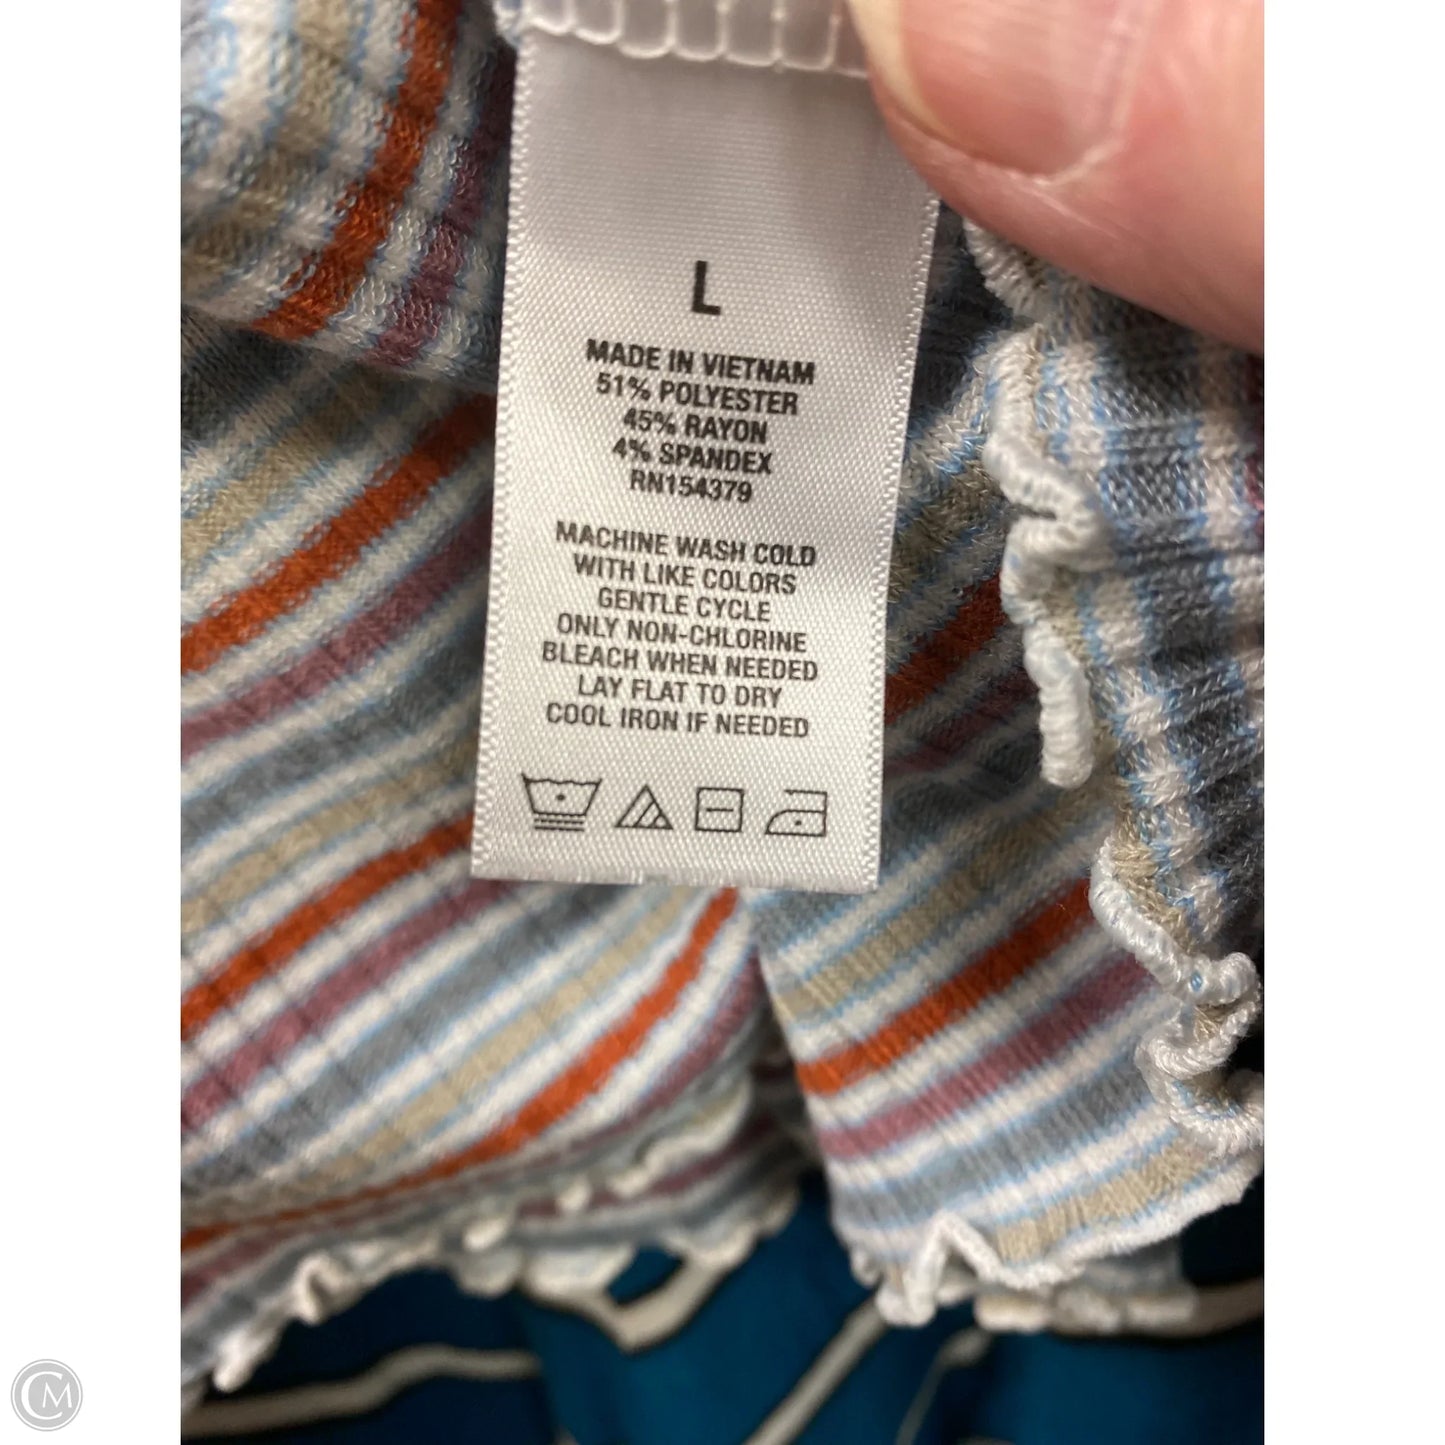 L
MADE IN VIETNAM
51% POLYESTER
45% RAYON
4% SPANDEX
RN154379
MACHINE WASH COLD
WITH LIKE COLORS
GENTLE CYCLE
ONLY NON-CHLORINE
BLEACH WHEN NEEDED
LAY FLAT TO DRY
COOL IRON IF NEEDED
CM